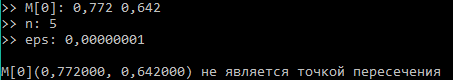 >> M[0]: 0,772 0,642
>> n: 5
>> eps: 0,00000001
M[0](0,772000, 0,642000) не является точкой пересечения